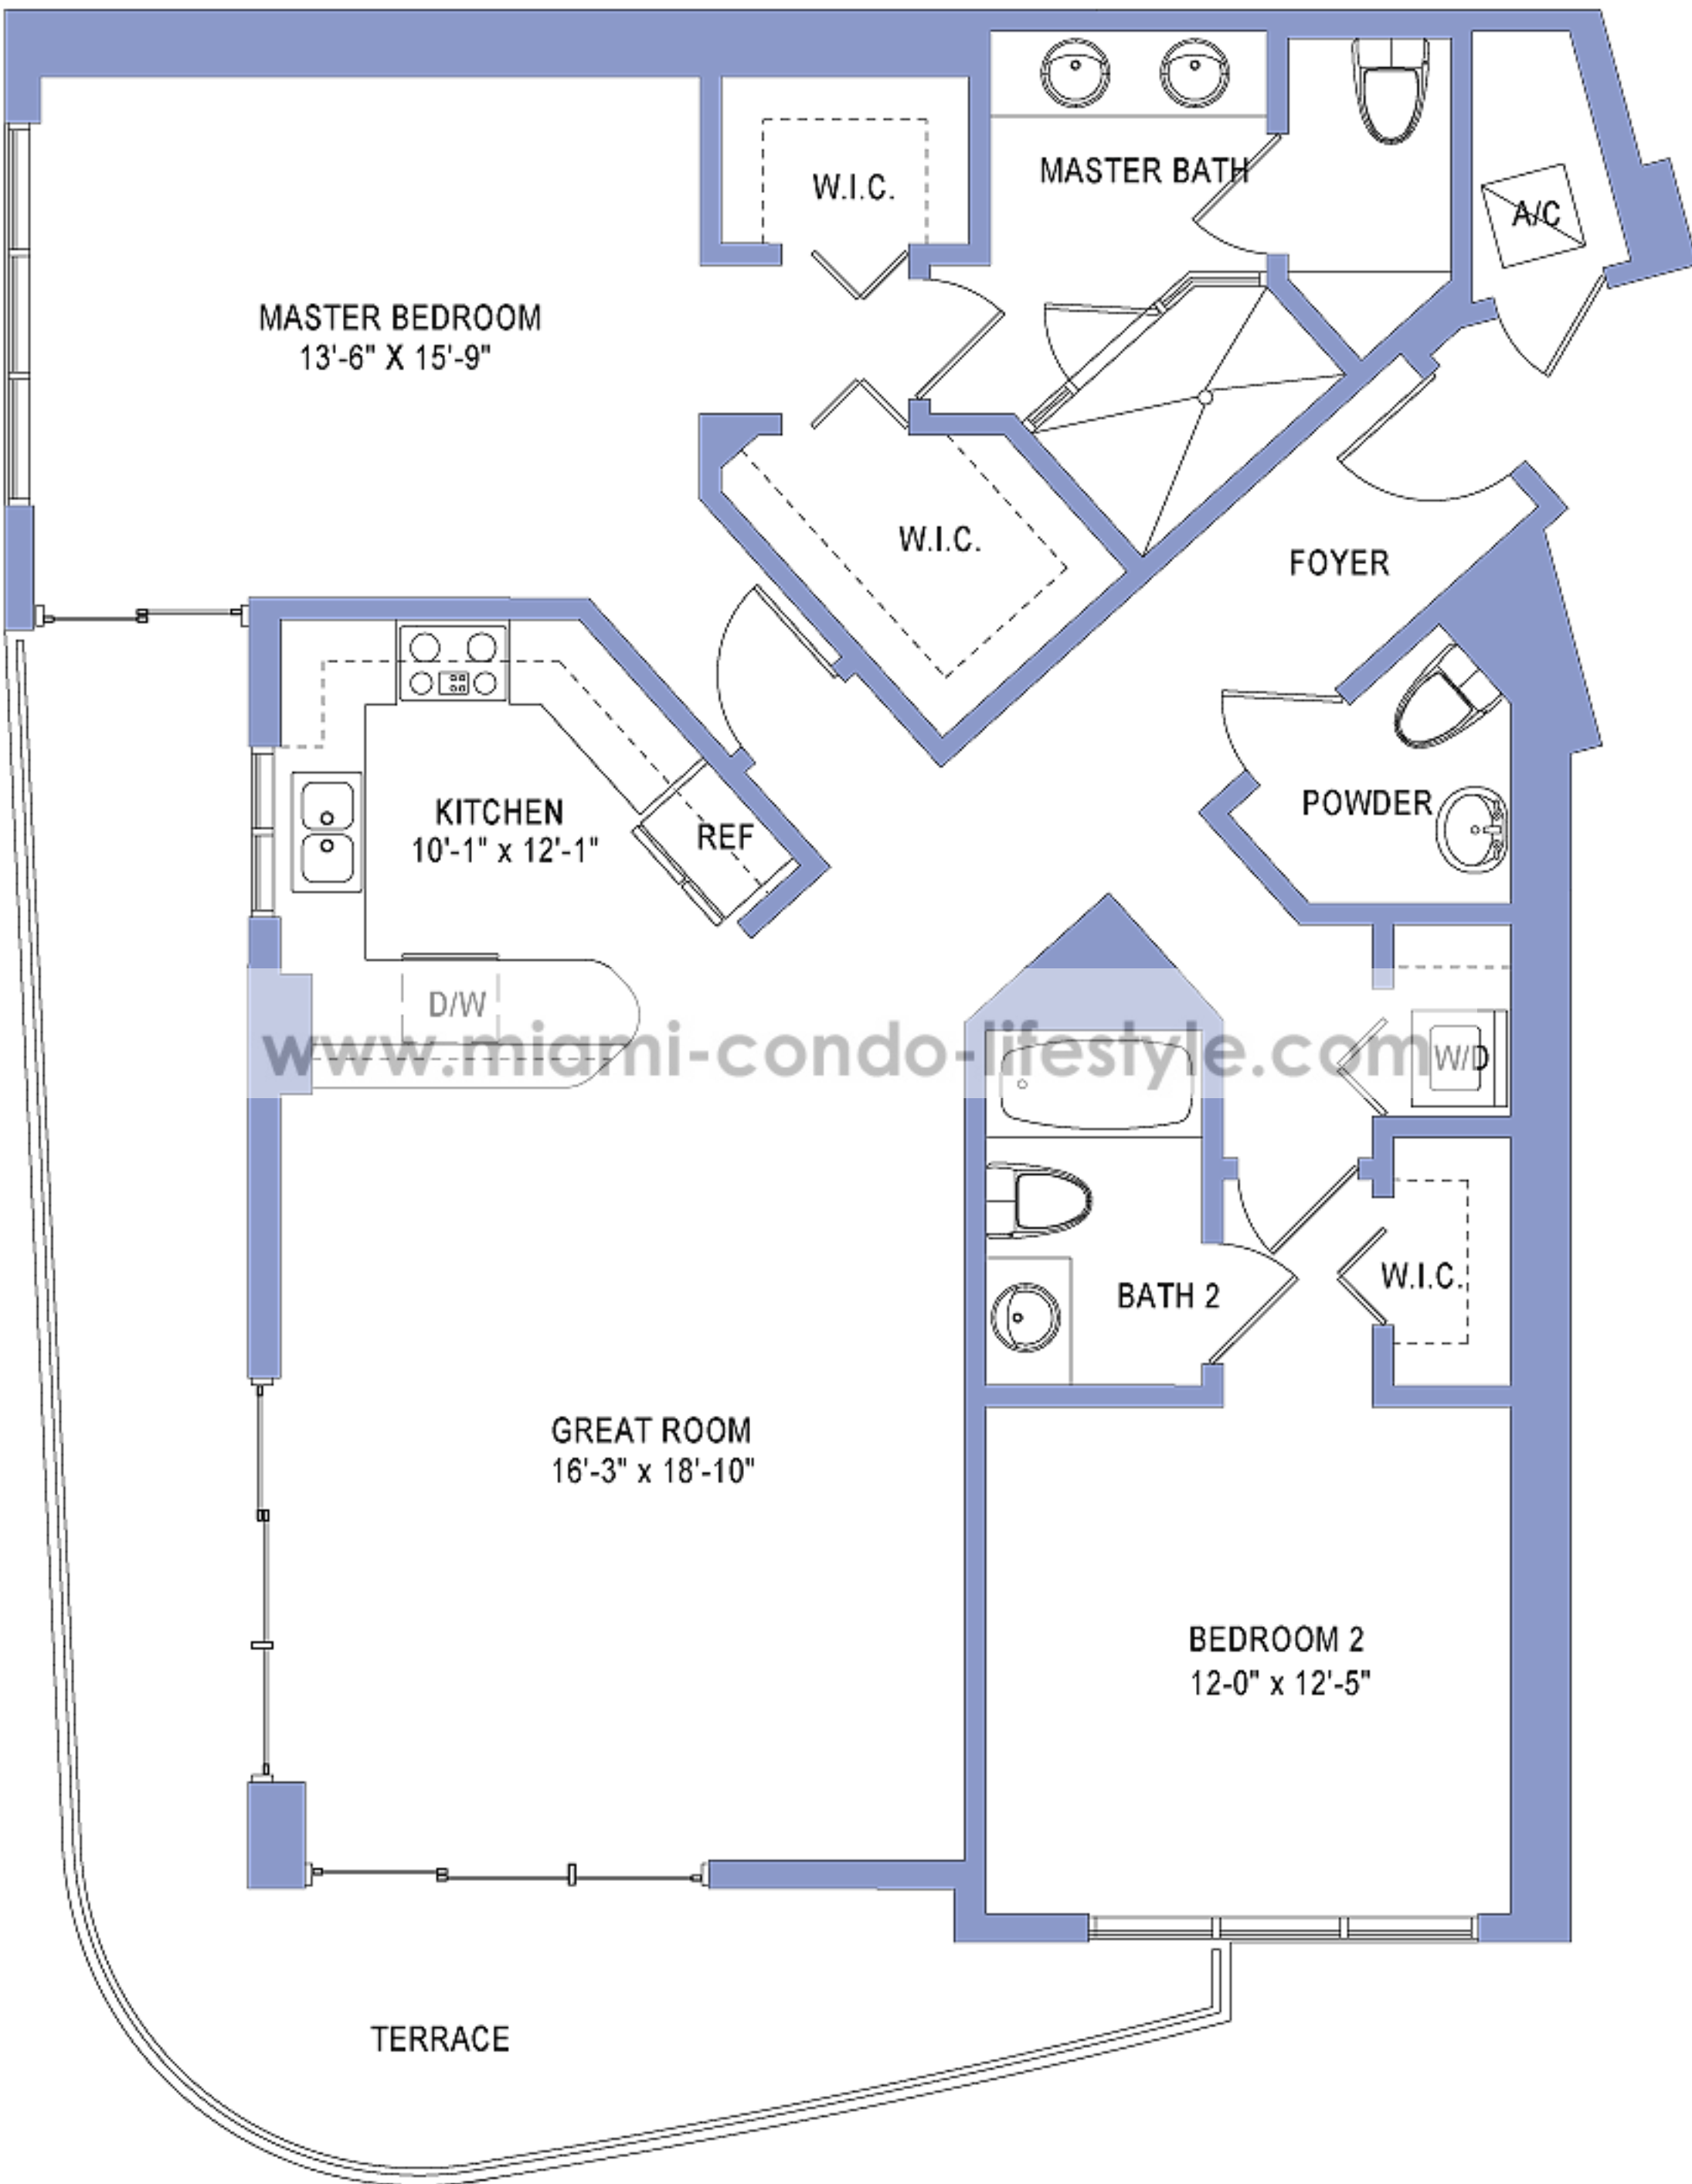 MASTER BATH
W.I.C.
A/C
MASTER BEDROOM
13'-6" X 15'-9"
W.I.C.
FOYER
KITCHEN
10'-1" x 12'-1"
REF
POWDER
D/W
www.miami-condo-lifestyle.com
W/D
W.I.C.
BATH 2
GREAT ROOM
16'-3" x 18'-10"
BEDROOM 2
12-0" x 12'-5"
TERRACE